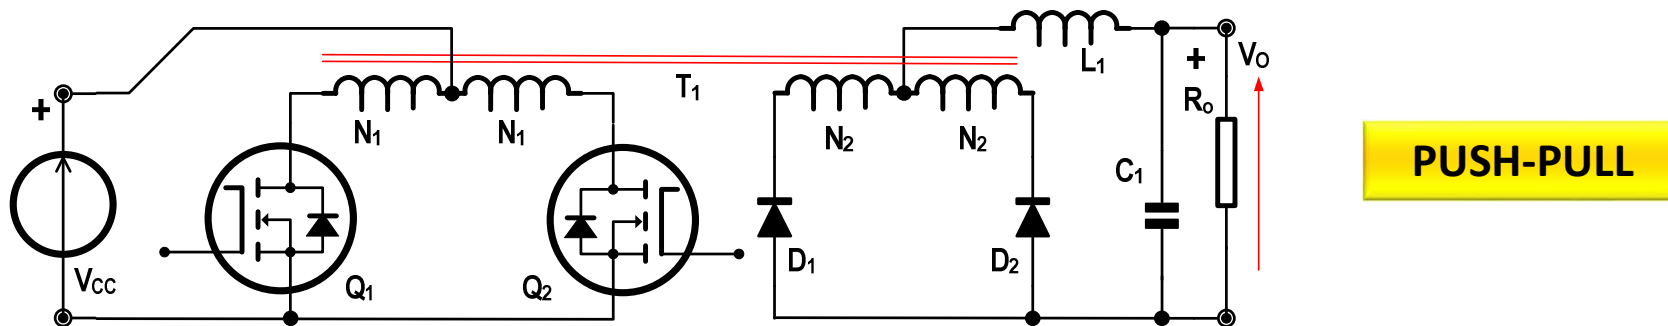 +
VCC
Q1
N1
N1
Q2
T1
N2
N2
D1
D2
L1
C1
+
Ro
VO
PUSH-PULL